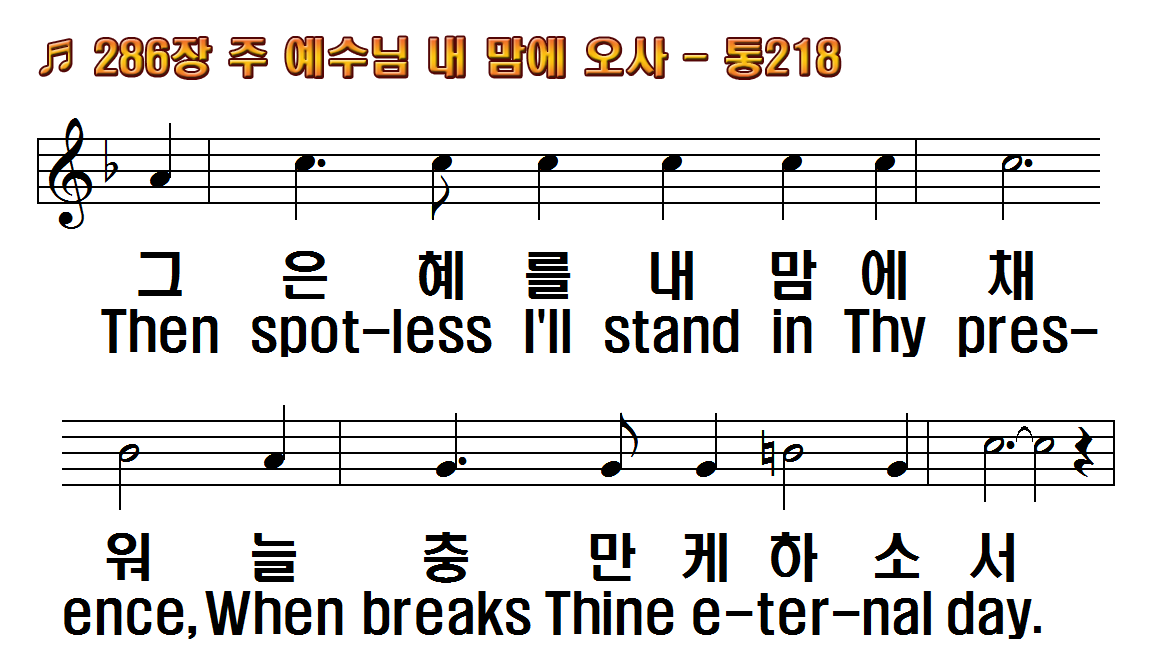 ♬ 286장 주 예수님 내 맘에 오사 - 통218
그 은 혜 를 내 맘 에 채
Then spot-less I'll stand in Thy pres-
워 늘 충 만 케 하 소 서
ence, When breaks Thine e-ter-nal day.